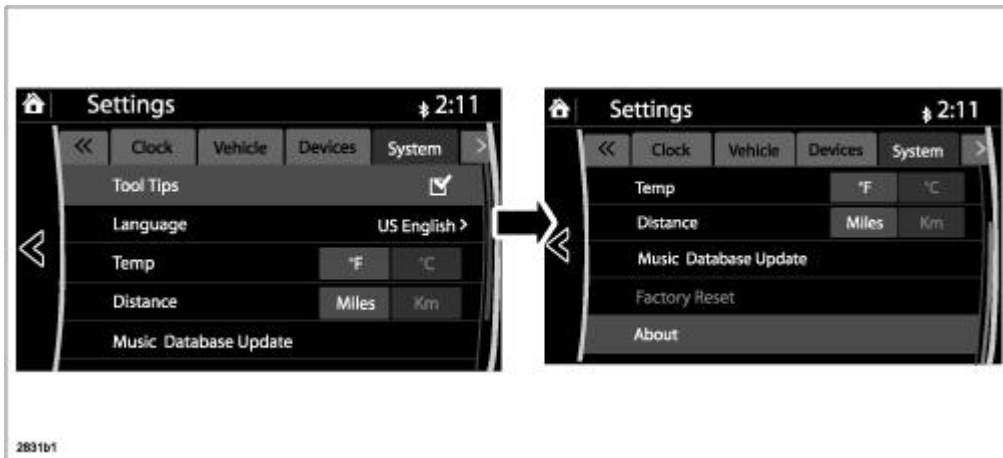 Settings 2:11
« Clock Vehicle Devices System >
Tool Tips
Language US English >
Temp °F °C
Distance Miles Km
Music Database Update
Settings 2:11
« Clock Vehicle Devices System >
Temp °F °C
Distance Miles Km
Music Database Update
Factory Reset
About
2831b1